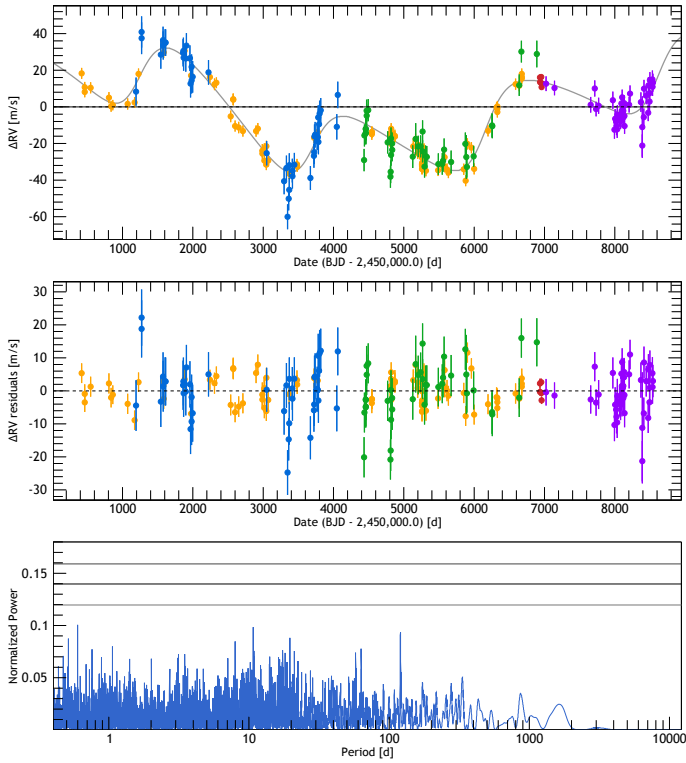 40
20
0
-20
-40
-60
ΔRV [m/s]
1000 2000 3000 4000 5000 6000 7000 8000
Date (BJD - 2,450,000.0) [d]
30
20
10
0
-10
-20
-30
ΔRV residuals [m/s]
1000 2000 3000 4000 5000 6000 7000 8000
Date (BJD - 2,450,000.0) [d]
0.15
0.1
0.05
Normalized Power
1 10 100 1000 10000
Period [d]